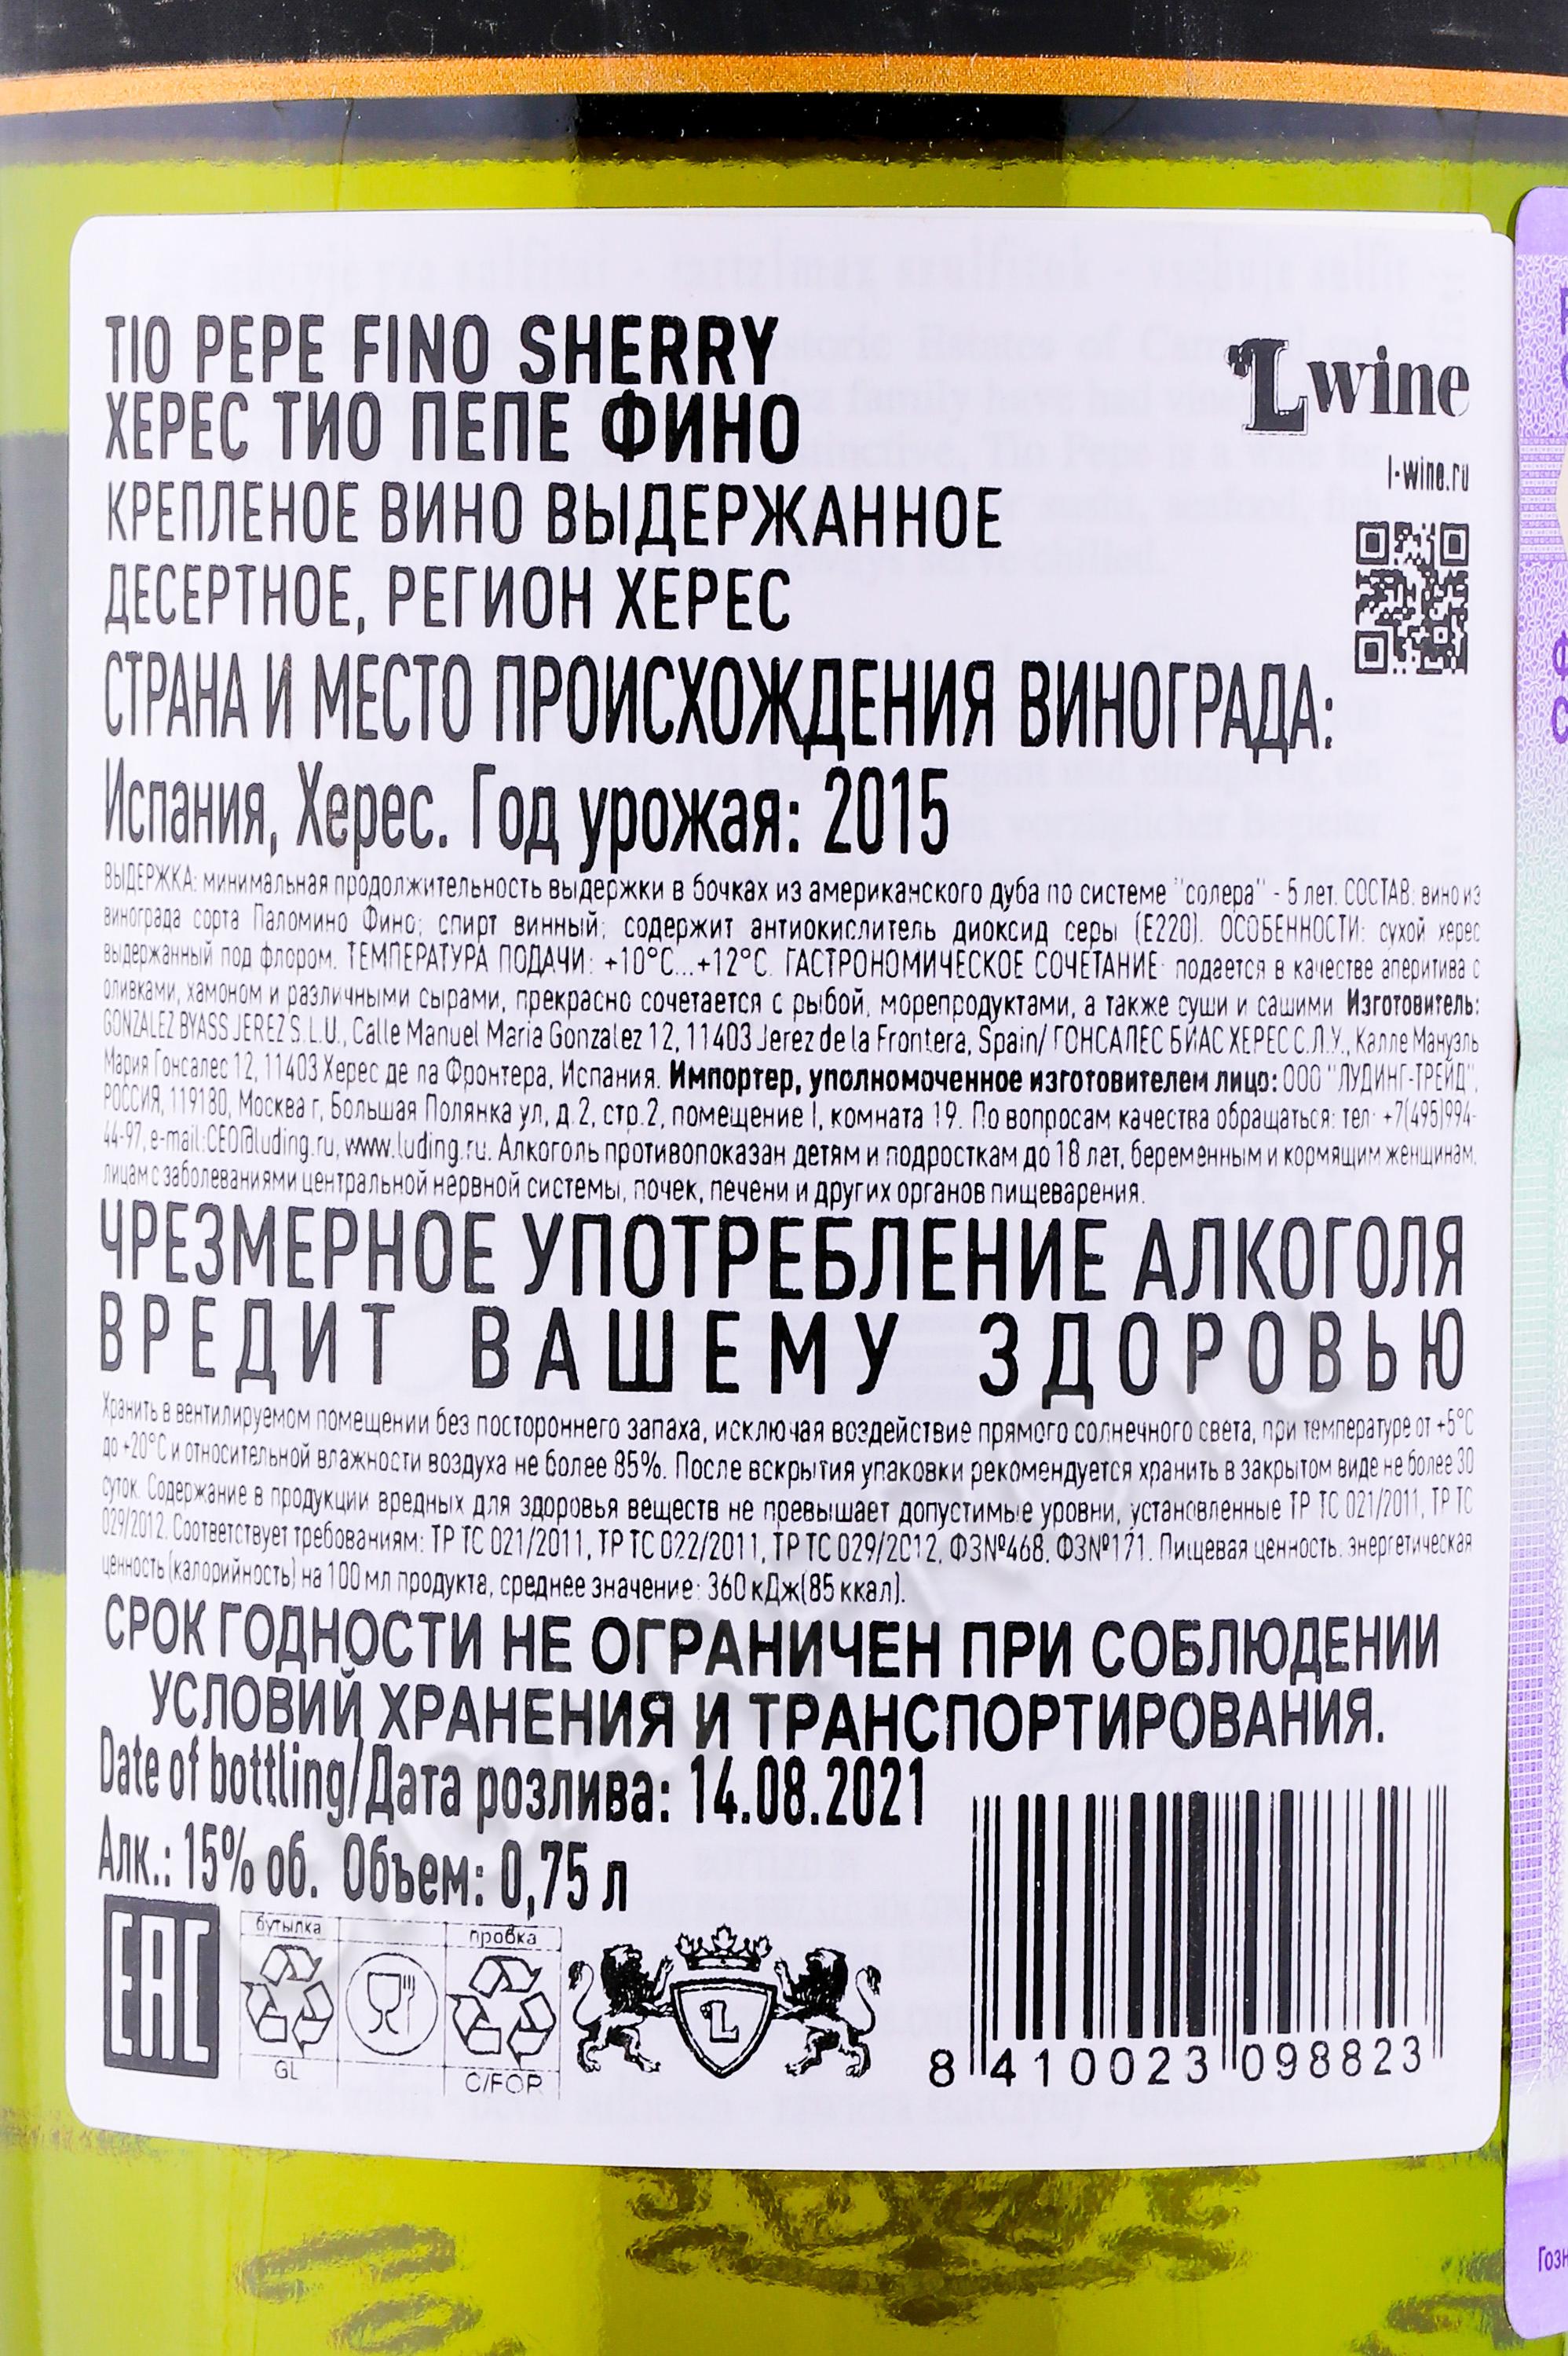 TIO PEPE FINO SHERRY
ХЕРЕС ТИО ПЕПЕ ФИНО
КРЕПЛЕНОЕ ВИНО ВЫДЕРЖАННОЕ
ДЕСЕРТНОЕ, РЕГИОН ХЕРЕС
Lwine
l-wine.ru
СТРАНА И МЕСТО ПРОИСХОЖДЕНИЯ ВИНОГРАДА:
Испания, Херес. Год урожая: 2015
ВЫДЕРЖКА: минимальная продолжительность выдержки в бочках из американского дуба по системе "солера" - 5 лет. СОСТАВ: вино из
винограда сорта Паломино Фино; спирт винный; содержит антиокислитель диоксид серы (Е220). ОСОБЕННОСТИ: сухой херес
выдержанный под флором. ТЕМПЕРАТУРА ПОДАЧИ: +10°С...+12°С. ГАСТРОНОМИЧЕСКОЕ СОЧЕТАНИЕ: подается в качестве аперитива с
оливками, хамоном и различными сырами, прекрасно сочетается с рыбой, морепродуктами, а также суши и сашими. Изготовитель:
GONZALEZ BYASS JEREZ S.L.U., Calle Manuel Maria Gonzalez 12, 11403 Jerez de la Frontera, Spain/ ГОНСАЛЕС БИАС ХЕРЕС С.Л.У., Калле Мануэль
Мария Гонсалес 12, 11403 Херес де ла Фронтера, Испания. Импортер, уполномоченное изготовителем лицо: ООО "ЛУДИНГ-ТРЕЙД",
РОССИЯ, 119180, Москва г, Большая Полянка ул, д.2, стр.2, помещение I, комната 19. По вопросам качества обращаться: тел: +7(495)994-
44-97, e-mail:CEO@luding.ru, www.luding.ru. Алкоголь противопоказан детям и подросткам до 18 лет, беременным и кормящим женщинам,
лицам с заболеваниями центральной нервной системы, почек, печени и других органов пищеварения.
ЧРЕЗМЕРНОЕ УПОТРЕБЛЕНИЕ АЛКОГОЛЯ
ВРЕДИТ ВАШЕМУ ЗДОРОВЬЮ
Хранить в вентилируемом помещении без постороннего запаха, исключая воздействие прямого солнечного света, при температуре от +5°С
до +20°С и относительной влажности воздуха не более 85%. После вскрытия упаковки рекомендуется хранить в закрытом виде не более 30
суток. Содержание в продукции вредных для здоровья веществ не превышает допустимые уровни, установленные ТР ТС 021/2011, ТР ТС
029/2012. Соответствует требованиям: ТР ТС 021/2011, ТР ТС 022/2011, ТР ТС 029/2012, ФЗ№468, ФЗ№171. Пищевая ценность: энергетическая
ценность (калорийность) на 100 мл продукта, среднее значение: 360 кДж(85 ккал).
СРОК ГОДНОСТИ НЕ ОГРАНИЧЕН ПРИ СОБЛЮДЕНИИ
УСЛОВИЙ ХРАНЕНИЯ И ТРАНСПОРТИРОВАНИЯ.
Date of bottling/Дата розлива: 14.08.2021
Алк.: 15% об. Объем: 0,75 л
ЕАС
бутылка
GL
пробка
C/FOR
L
8 410023 098823